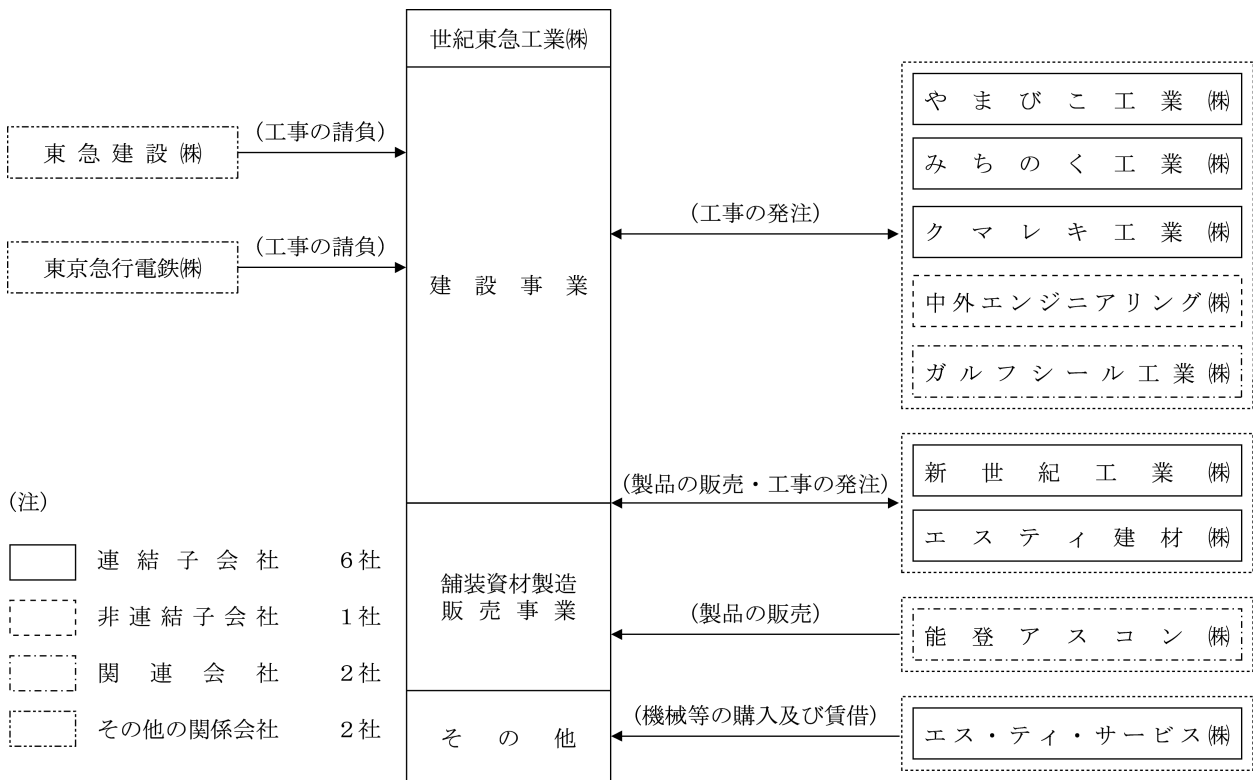 世紀東急工業㈱
(工事の請負)
東急建設㈱
(工事の請負)
東京急行電鉄㈱
建設事業
(工事の発注)
やまびこ工業㈱
みちのく工業㈱
クマレキ工業㈱
中外エンジニアリング㈱
ガルフシール工業㈱
(製品の販売・工事の発注)
新世紀工業㈱
エスティ建材㈱
舗装資材製造
販売事業
(製品の販売)
能登アスコン㈱
その他
(機械等の購入及び賃借)
エス・ティ・サービス㈱
(注)
連結子会社 6社
非連結子会社 1社
関連会社 2社
その他の関係会社 2社